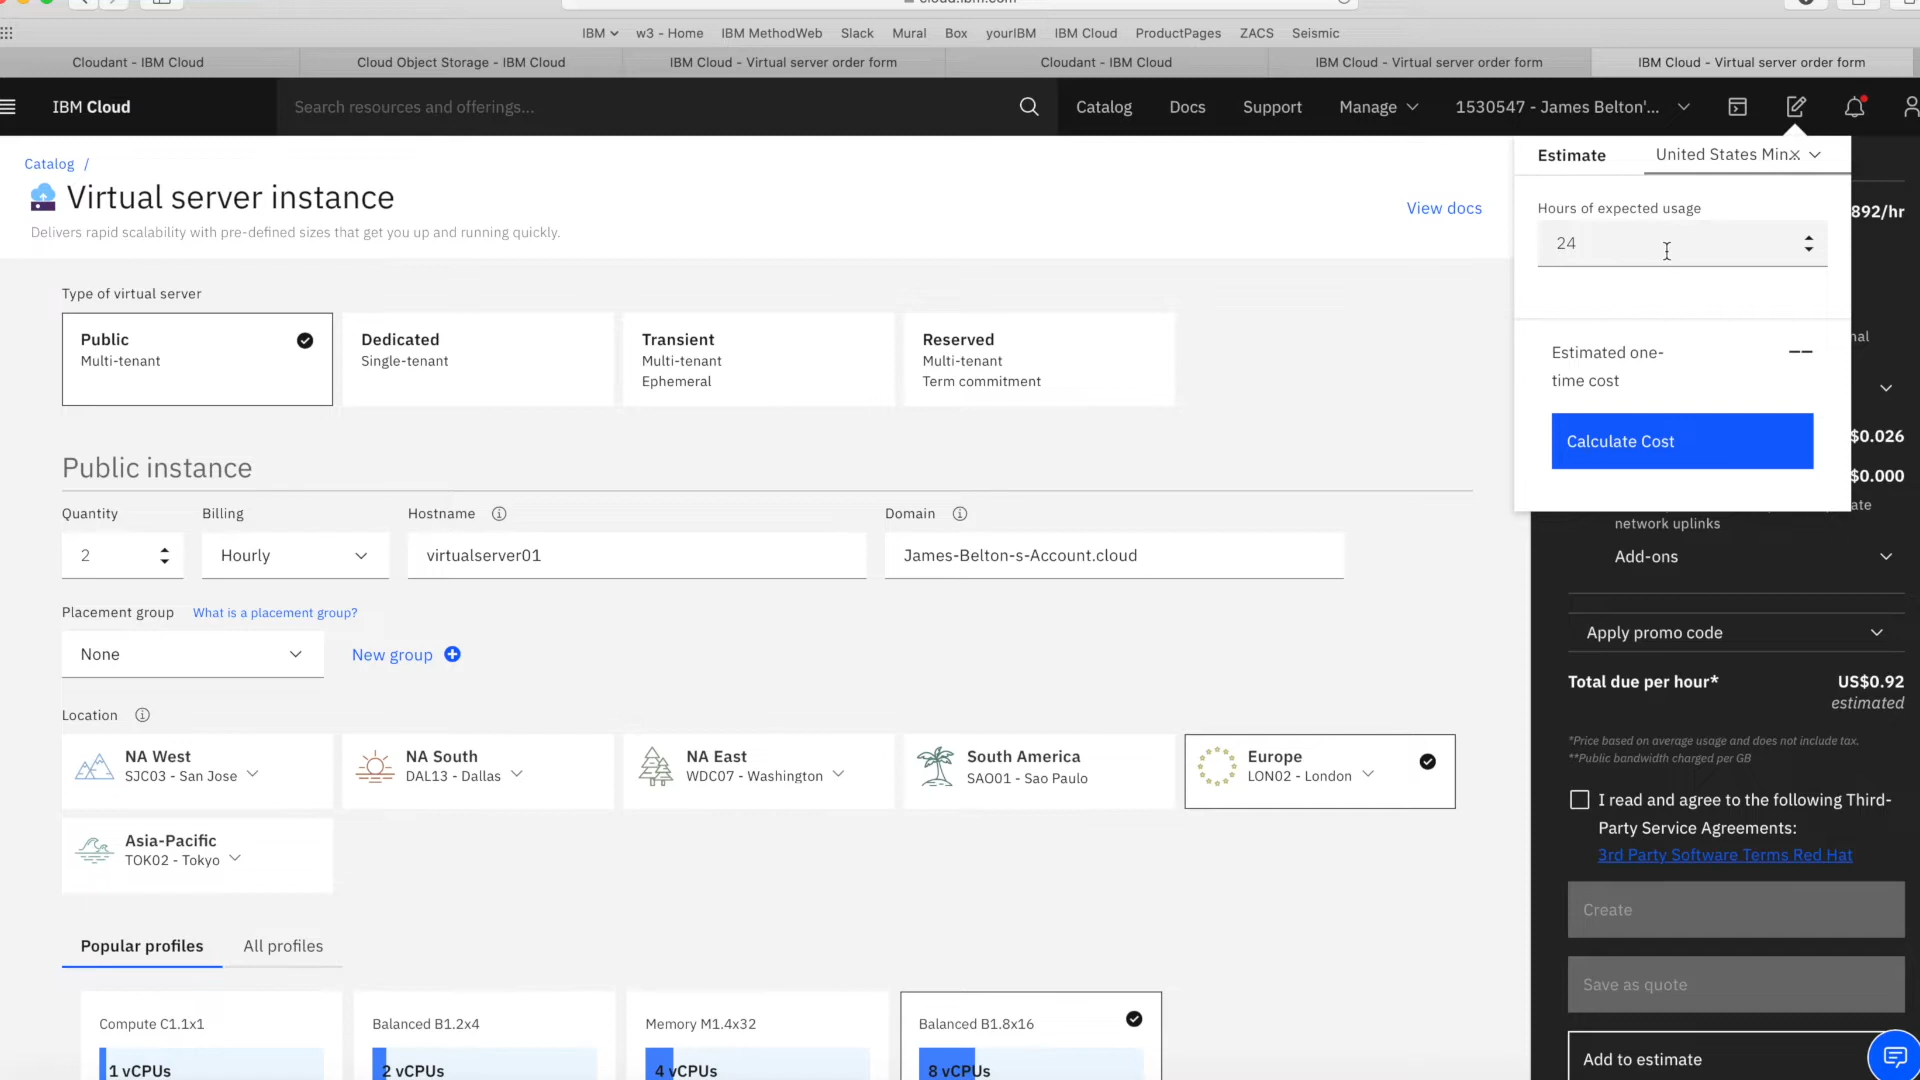 cloud.ibm.com
IBM w3 - Home IBM MethodWeb Slack Mural Box yourIBM IBM Cloud ProductPages ZACS Seismic
Cloudant - IBM Cloud Cloud Object Storage - IBM Cloud IBM Cloud - Virtual server order form Cloudant - IBM Cloud IBM Cloud - Virtual server order form IBM Cloud - Virtual server order form
IBM Cloud Search resources and offerings... Catalog Docs Support Manage 1530547 - James Belton'...
Catalog /
Virtual server instance
Delivers rapid scalability with pre-defined sizes that get you up and running quickly.
View docs
Type of virtual server
Public
Multi-tenant
Dedicated
Single-tenant
Transient
Multi-tenant
Ephemeral
Reserved
Multi-tenant
Term commitment
Public instance
Quantity Billing Hostname Domain
2 Hourly virtualserver01 James-Belton-s-Account.cloud
Placement group What is a placement group?
None New group
Location
NA West
SJC03 - San Jose
NA South
DAL13 - Dallas
NA East
WDC07 - Washington
South America
SAO01 - Sao Paulo
Europe
LON02 - London
Asia-Pacific
TOK02 - Tokyo
Popular profiles All profiles
Compute C1.1x1
1 vCPUs
Balanced B1.2x4
2 vCPUs
Memory M1.4x32
4 vCPUs
Balanced B1.8x16
8 vCPUs
Estimate United States Min
Hours of expected usage
24
Estimated one-
time cost
--
Calculate Cost
892/hr
nal
$0.026
$0.000
ate
network uplinks
Add-ons
Apply promo code
Total due per hour* US$0.92
estimated
*Price based on average usage and does not include tax.
**Public bandwidth charged per GB
I read and agree to the following Third-
Party Service Agreements:
3rd Party Software Terms Red Hat
Create
Save as quote
Add to estimate